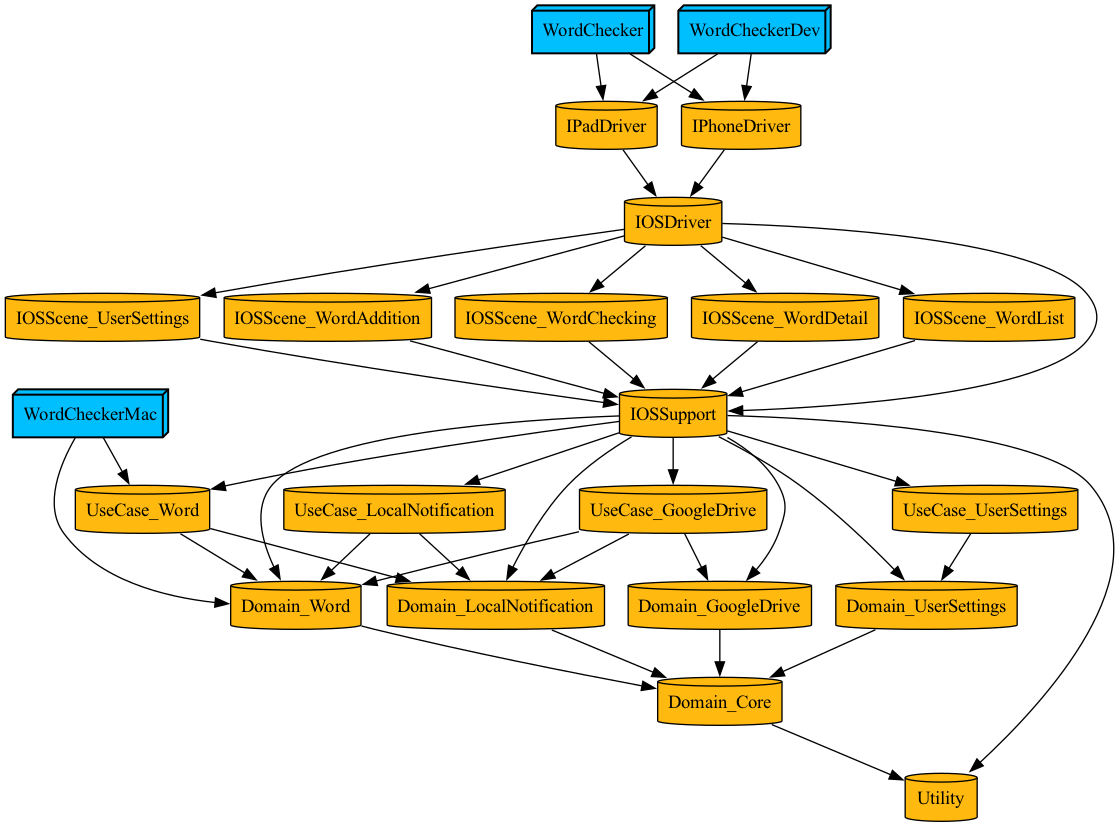 WordChecker
WordCheckerDev
IPadDriver
IPhoneDriver
IOSDriver
IOSScene_UserSettings
IOSScene_WordAddition
IOSScene_WordChecking
IOSScene_WordDetail
IOSScene_WordList
WordCheckerMac
IOSSupport
UseCase_Word
UseCase_LocalNotification
UseCase_GoogleDrive
UseCase_UserSettings
Domain_Word
Domain_LocalNotification
Domain_GoogleDrive
Domain_UserSettings
Domain_Core
Utility